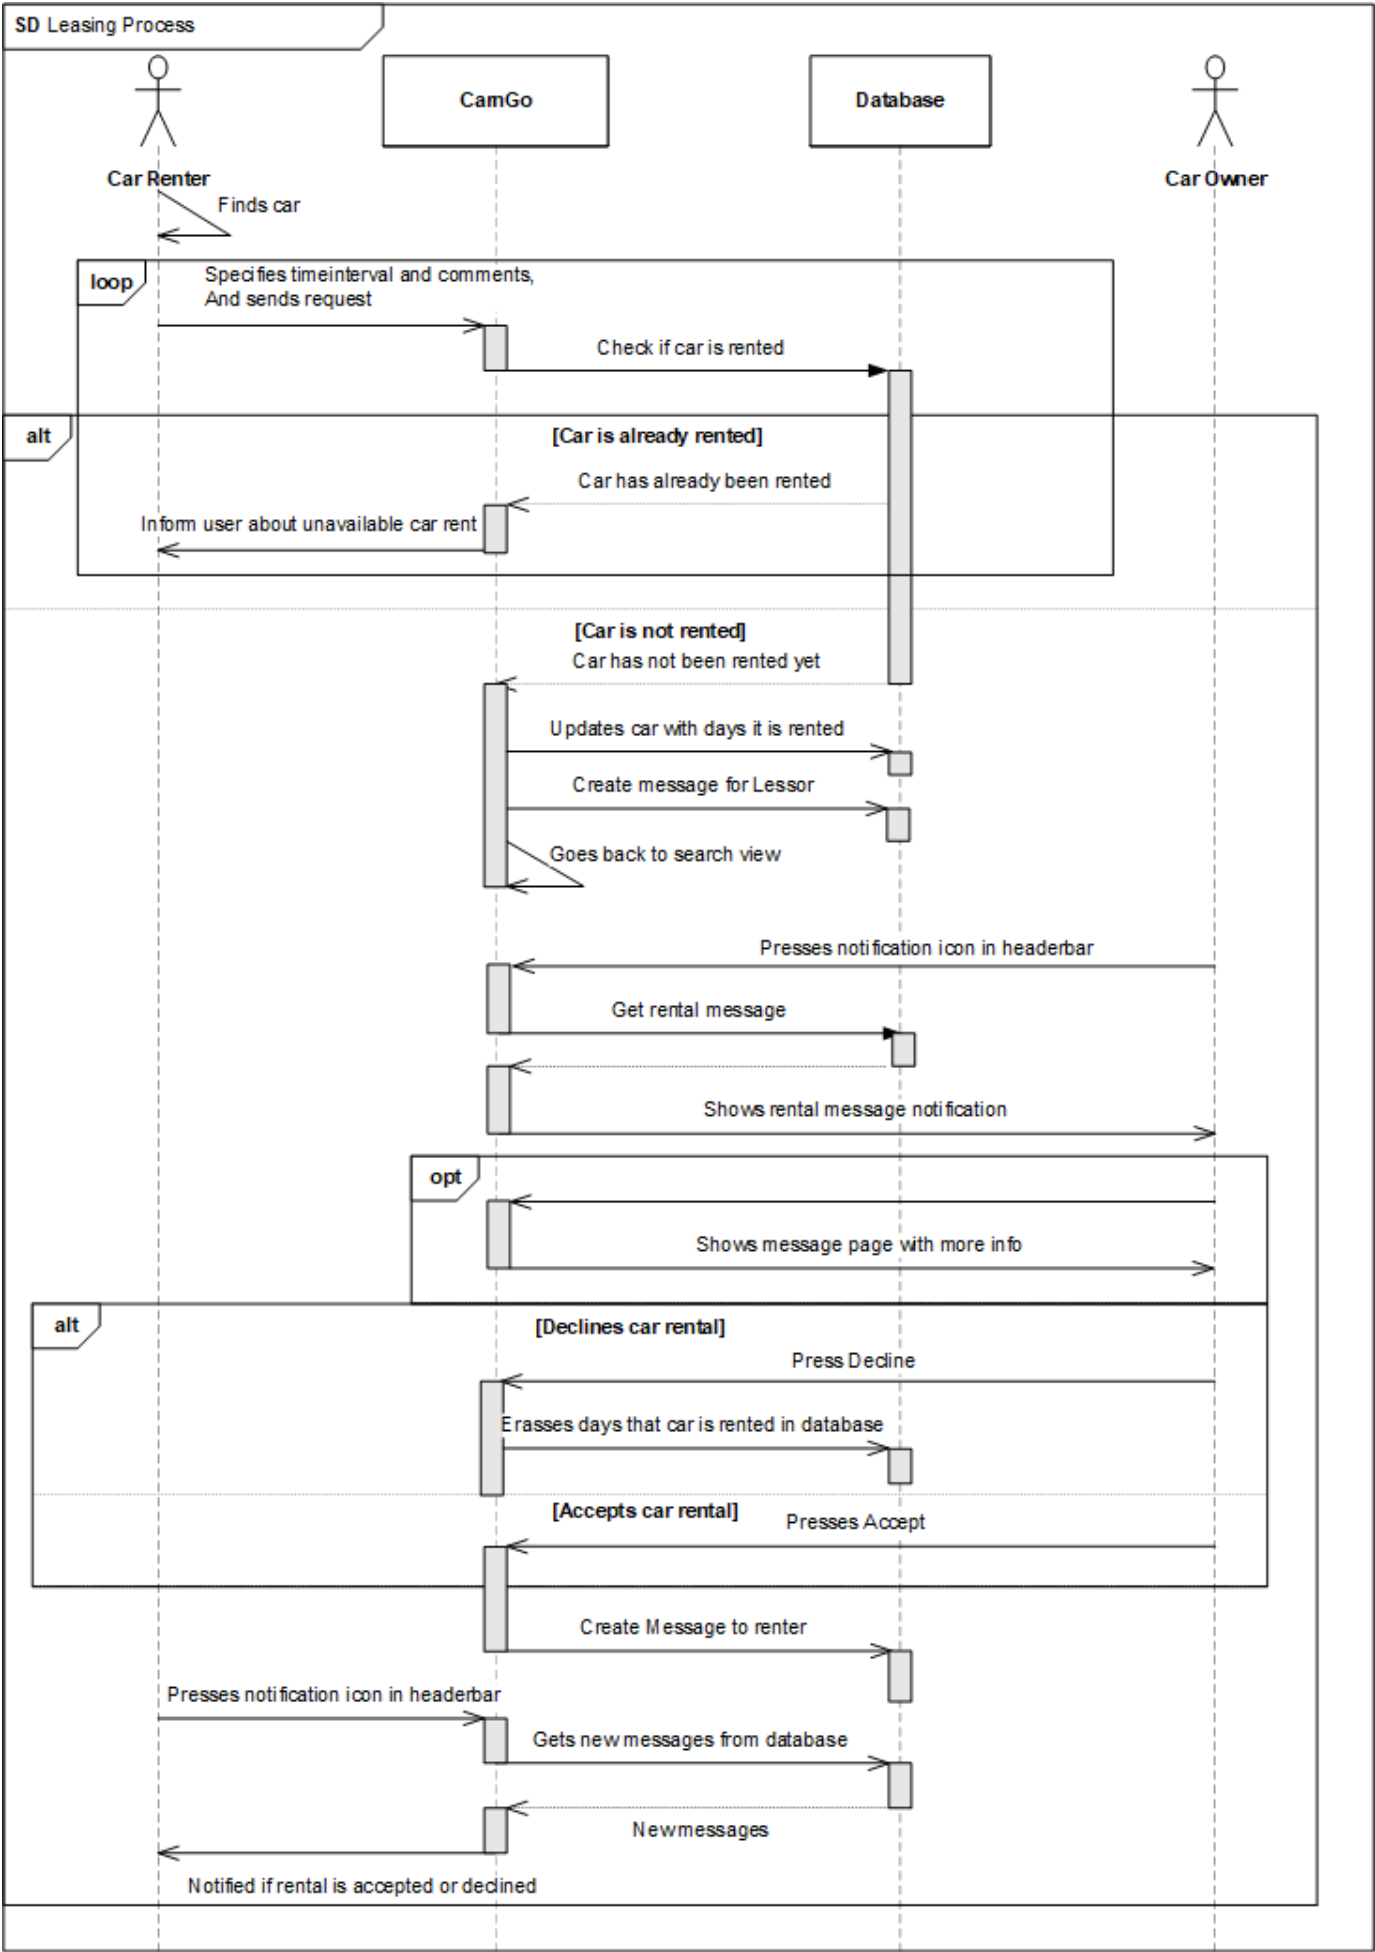 SD Leasing Process
CarnGo
Database
Car Renter
Car Owner
Finds car
loop
Specifies timeinterval and comments,
And sends request
Check if car is rented
alt
[Car is already rented]
Car has already been rented
Inform user about unavailable car rent
[Car is not rented]
Car has not been rented yet
Updates car with days it is rented
Create message for Lessor
Goes back to search view
Presses notification icon in headerbar
Get rental message
Shows rental message notification
opt
Shows message page with more info
alt
[Declines car rental]
Press Decline
Erasses days that car is rented in database
[Accepts car rental]
Presses Accept
Create Message to renter
Presses notification icon in headerbar
Gets new messages from database
New messages
Notified if rental is accepted or declined